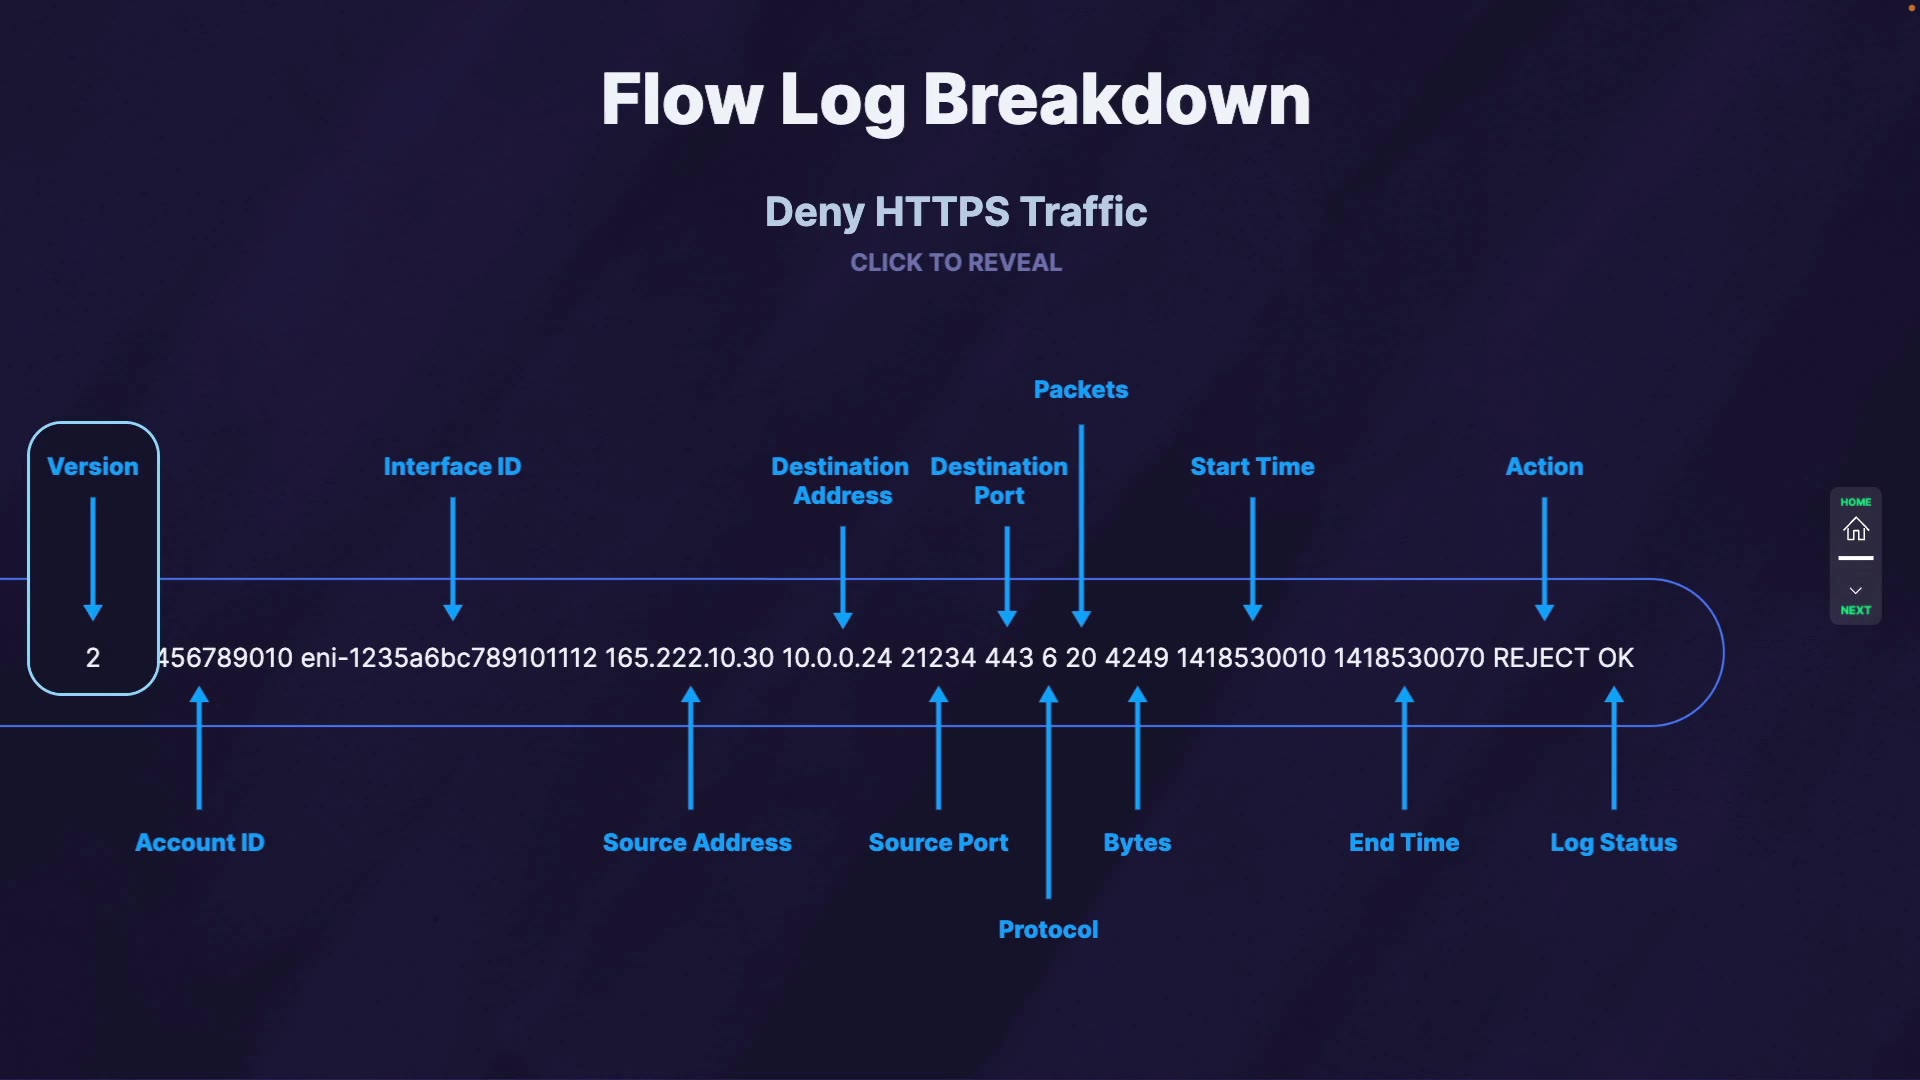 Flow Log Breakdown
Deny HTTPS Traffic
CLICK TO REVEAL
Packets
Version
Interface ID
Destination
Address
Destination
Port
Start Time
Action
2 456789010 eni-1235a6bc789101112 165.222.10.30 10.0.0.24 21234 443 6 20 4249 1418530010 1418530070 REJECT OK
Account ID
Source Address
Source Port
Bytes
End Time
Log Status
Protocol
HOME
NEXT